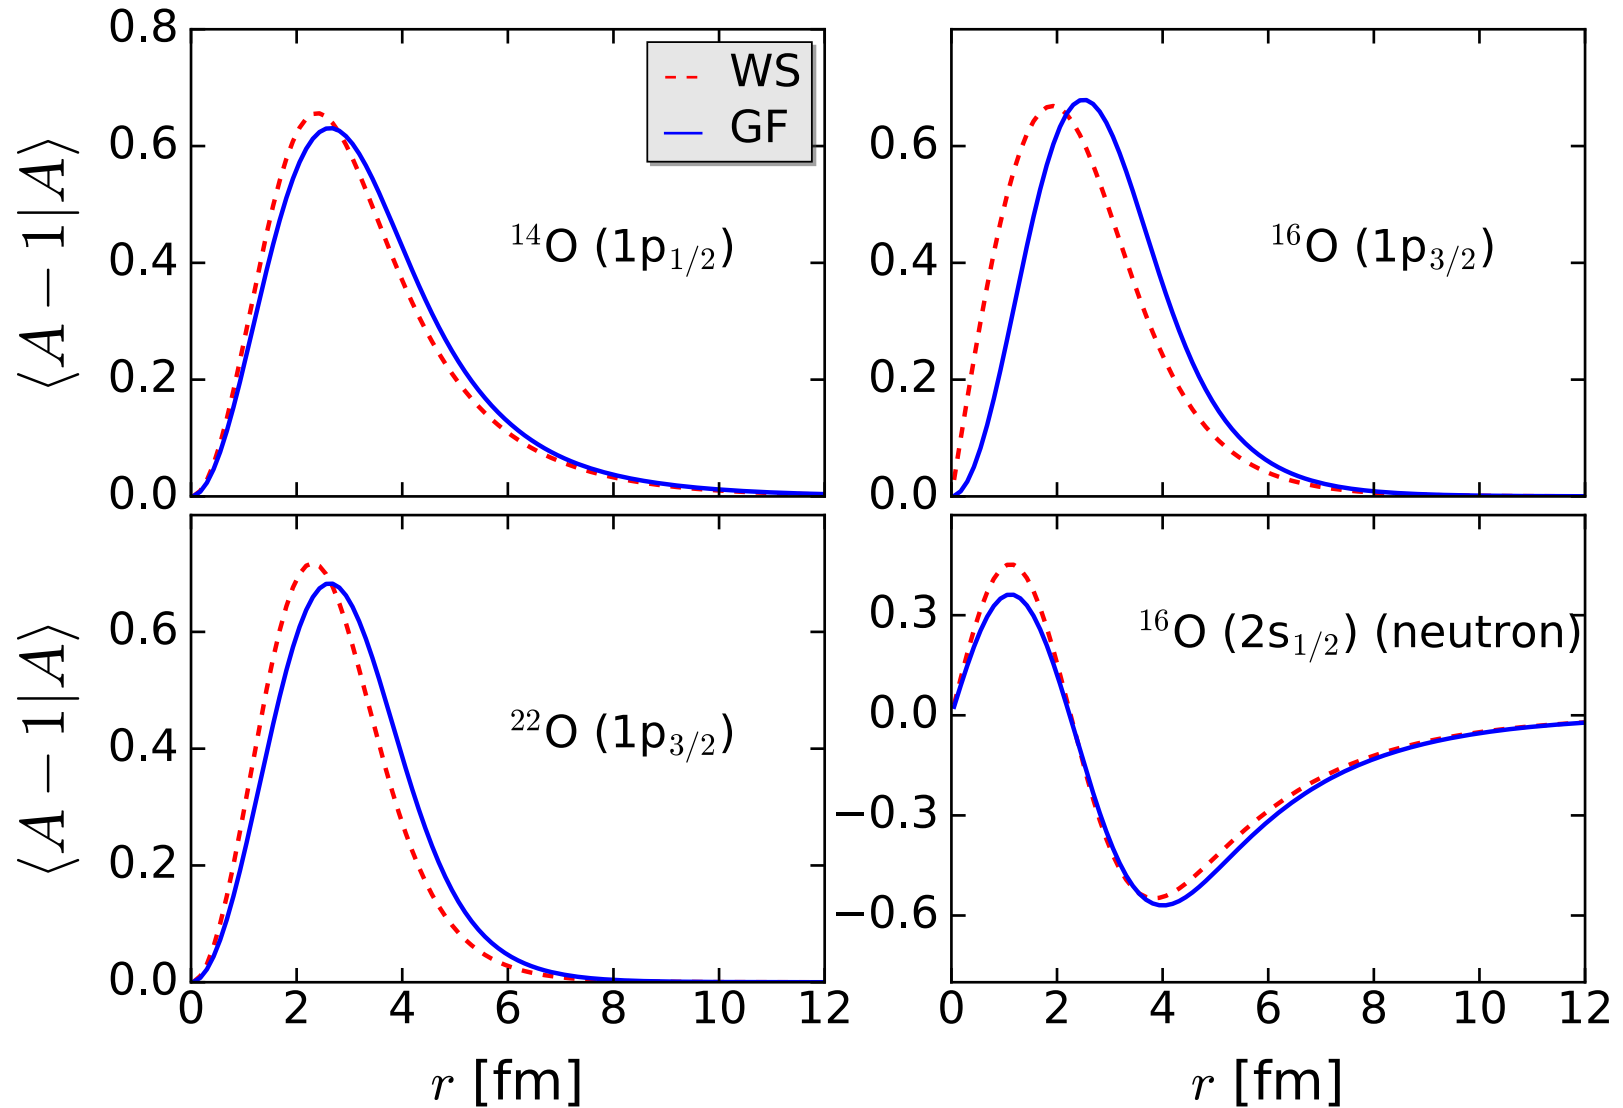 ⟨A − 1|A⟩
0.8
0.6
0.4
0.2
0.0
WS
GF
¹⁴O (1p₁/₂)
0.6
0.4
0.2
0.0
¹⁶O (1p₃/₂)
⟨A − 1|A⟩
0.6
0.4
0.2
0.0
²²O (1p₃/₂)
0 2 4 6 8 10 12
r [fm]
0.3
0.0
−0.3
−0.6
¹⁶O (2s₁/₂) (neutron)
0 2 4 6 8 10 12
r [fm]